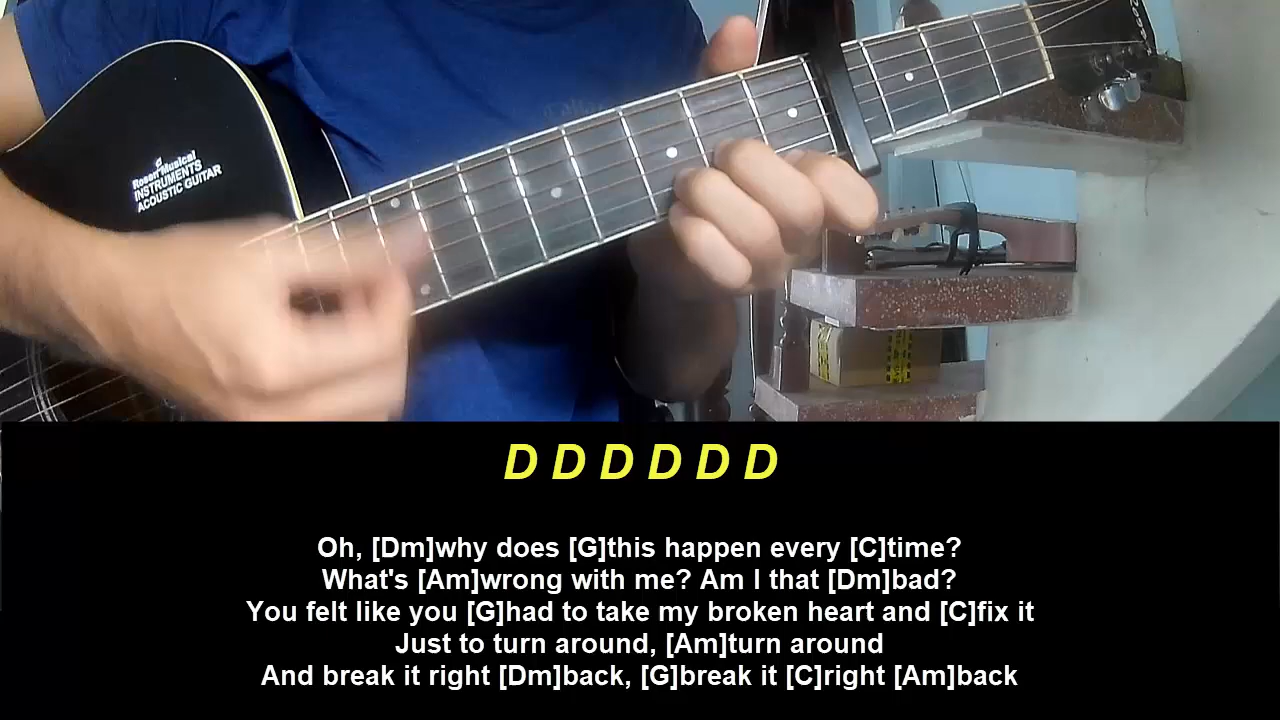 Rosen Musical
INSTRUMENTS
ACOUSTIC GUITAR
D D D D D D
Oh, [Dm]why does [G]this happen every [C]time?
What's [Am]wrong with me? Am I that [Dm]bad?
You felt like you [G]had to take my broken heart and [C]fix it
Just to turn around, [Am]turn around
And break it right [Dm]back, [G]break it [C]right [Am]back